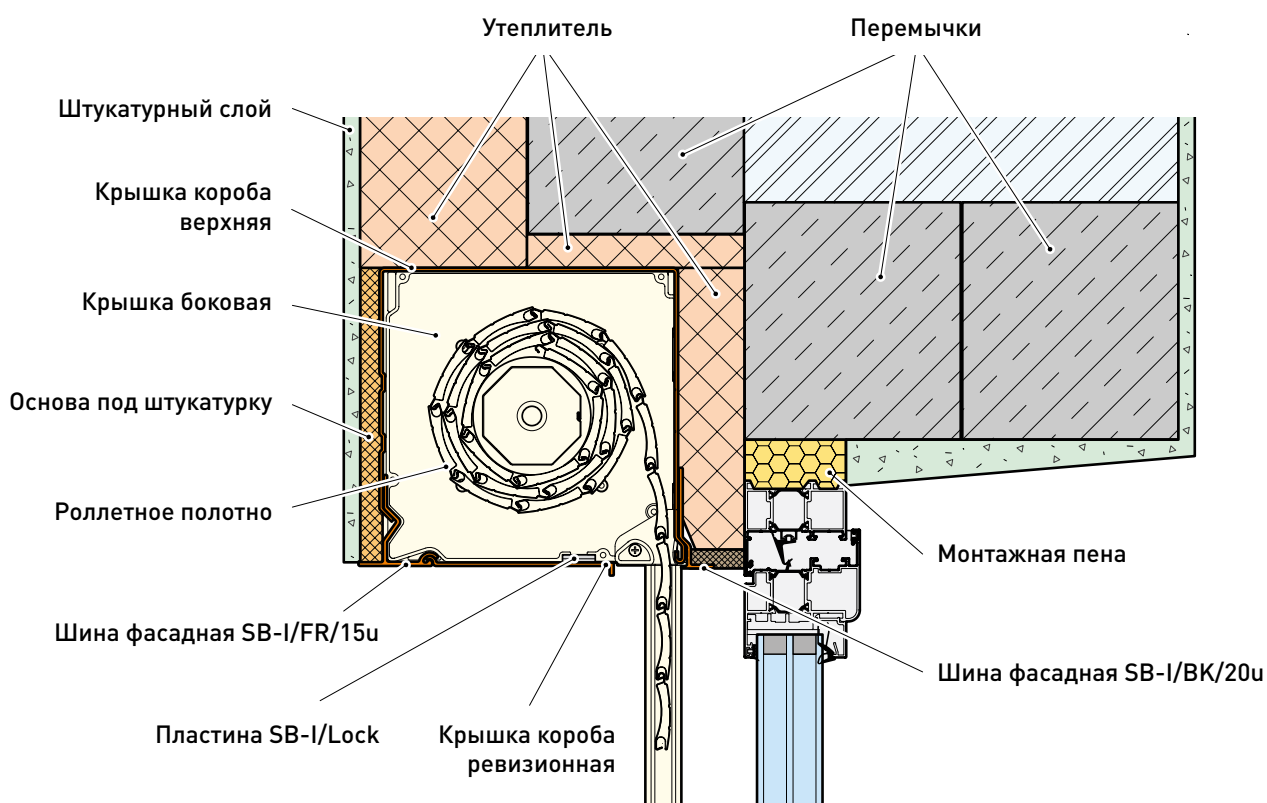 Утеплитель
Перемычки
Штукатурный слой
Крышка короба
верхняя
Крышка боковая
Основа под штукатурку
Роллетное полотно
Монтажная пена
Шина фасадная SB-I/FR/15u
Шина фасадная SB-I/BK/20u
Пластина SB-I/Lock
Крышка короба
ревизионная